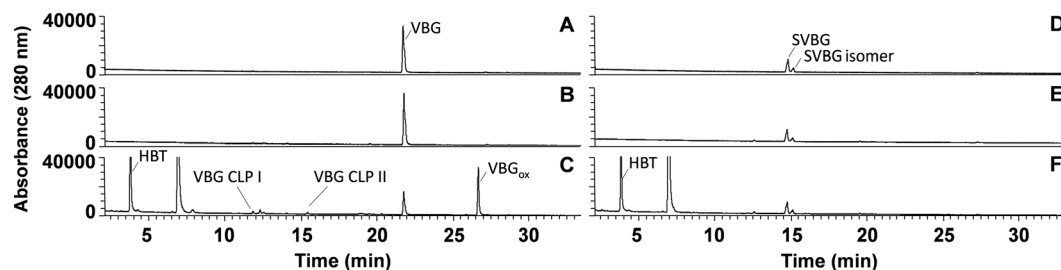 Absorbance (280 nm)
40000
0
A
VBG
40000
0
B
40000
0
C
HBT
VBG CLP I
VBG CLP II
VBGox
5 10 15 20 25 30
Time (min)
D
SVBG
SVBG isomer
E
F
HBT
5 10 15 20 25 30
Time (min)